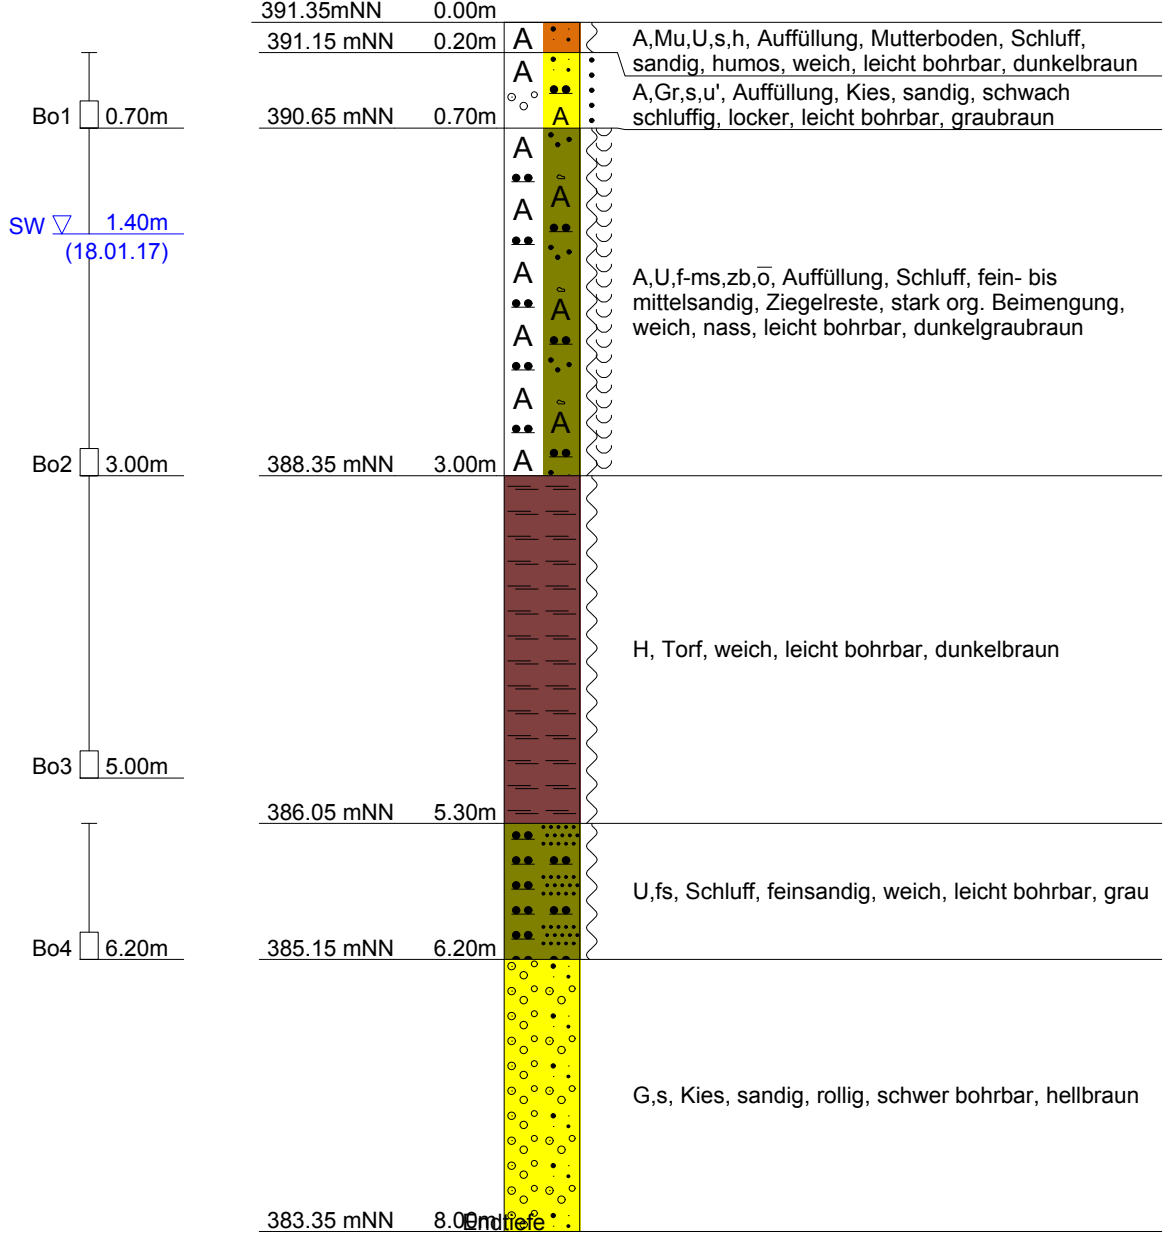 391.35mNN 0.00m
391.15 mNN 0.20m A
A,Mu,U,s,h, Auffüllung, Mutterboden, Schluff,
sandig, humos, weich, leicht bohrbar, dunkelbraun
A
A,Gr,s,u', Auffüllung, Kies, sandig, schwach
schluffig, locker, leicht bohrbar, graubraun
Bo1 0.70m 390.65 mNN 0.70m A
A
A
SW 1.40m A
(18.01.17)
A
A,U,f-ms,zb,o̅, Auffüllung, Schluff, fein- bis
mittelsandig, Ziegelreste, stark org. Beimengung,
weich, nass, leicht bohrbar, dunkelgraubraun
A
A
A
A
Bo2 3.00m 388.35 mNN 3.00m A
H, Torf, weich, leicht bohrbar, dunkelbraun
Bo3 5.00m
386.05 mNN 5.30m
U,fs, Schluff, feinsandig, weich, leicht bohrbar, grau
Bo4 6.20m 385.15 mNN 6.20m
G,s, Kies, sandig, rollig, schwer bohrbar, hellbraun
383.35 mNN 8.00m Endtiefe